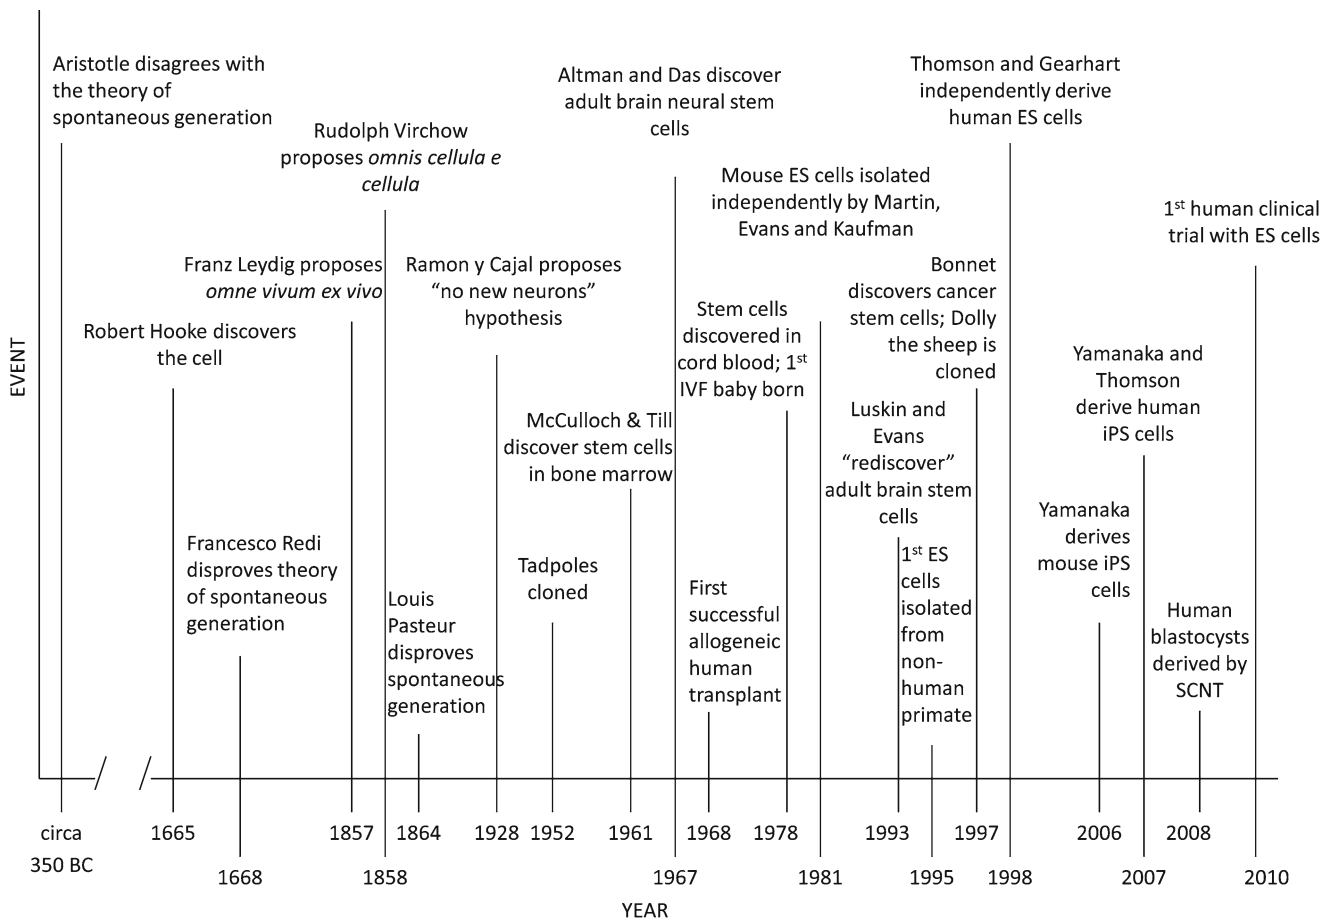 EVENT
Aristotle disagrees with
the theory of
spontaneous generation
Robert Hooke discovers
the cell
Francesco Redi
disproves theory
of spontaneous
generation
Franz Leydig proposes
omne vivum ex vivo
Rudolph Virchow
proposes omnis cellula e
cellula
Louis
Pasteur
disproves
spontaneous
generation
Ramon y Cajal proposes
“no new neurons”
hypothesis
Tadpoles
cloned
McCulloch & Till
discover stem cells
in bone marrow
Altman and Das discover
adult brain neural stem
cells
First
successful
allogeneic
human
transplant
Stem cells
discovered in
cord blood; 1st
IVF baby born
Mouse ES cells isolated
independently by Martin,
Evans and Kaufman
Luskin and
Evans
“rediscover”
adult brain stem
cells
1st ES
cells
isolated
from
non-
human
primate
Bonnet
discovers cancer
stem cells; Dolly
the sheep is
cloned
Thomson and Gearhart
independently derive
human ES cells
Yamanaka
derives
mouse iPS
cells
Yamanaka and
Thomson
derive human
iPS cells
Human
blastocysts
derived by
SCNT
1st human clinical
trial with ES cells
circa
350 BC
1665
1668
1857
1858
1864
1928
1952
1961
1967
1968
1978
1981
1993
1995
1997
1998
2006
2007
2008
2010
YEAR